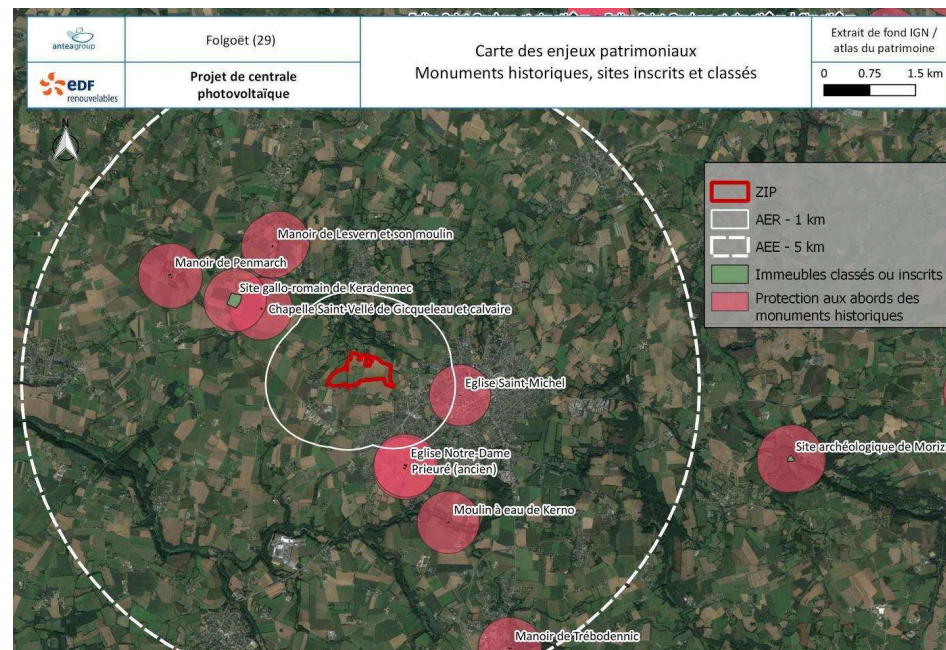 anteagroup
Folgoët (29)
eDF
renouvelables
Projet de centrale
photovoltaïque
Carte des enjeux patrimoniaux
Monuments historiques, sites inscrits et classés
Extrait de fond IGN /
atlas du patrimoine
0 0.75 1.5 km
N
ZIP
AER - 1 km
AEE - 5 km
Immeubles classés ou inscrits
Protection aux abords des
monuments historiques
Manoir de Lesvern et son moulin
Manoir de Penmarch
Site gallo-romain de Keradennec
Chapelle Saint-Vellé de Gicqueleau et calvaire
Eglise Saint-Michel
Eglise Notre-Dame
Prieuré (ancien)
Site archéologique de Moriz
Moulin à eau de Kerno
Manoir de Trébodennic